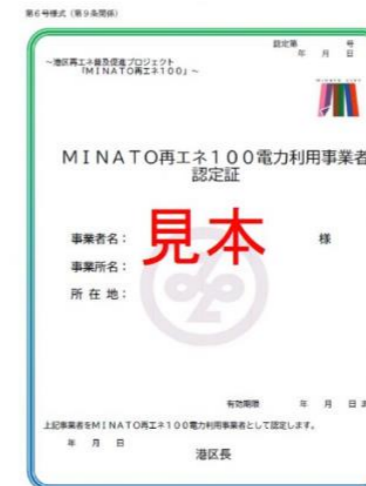 第6号様式（第9条関係）
認定第　　号
年　月　日
～港区再エネ普及促進プロジェクト
「MINATO再エネ100」～
MINATO CITY
MINATO再エネ100電力利用事業者
認定証
見本
事業者名：　　様
事業所名：
所在地：
有効期限　　年　月　日ま
上記事業者をMINATO再エネ100電力利用事業者として認定します。
年　月　日
港区長